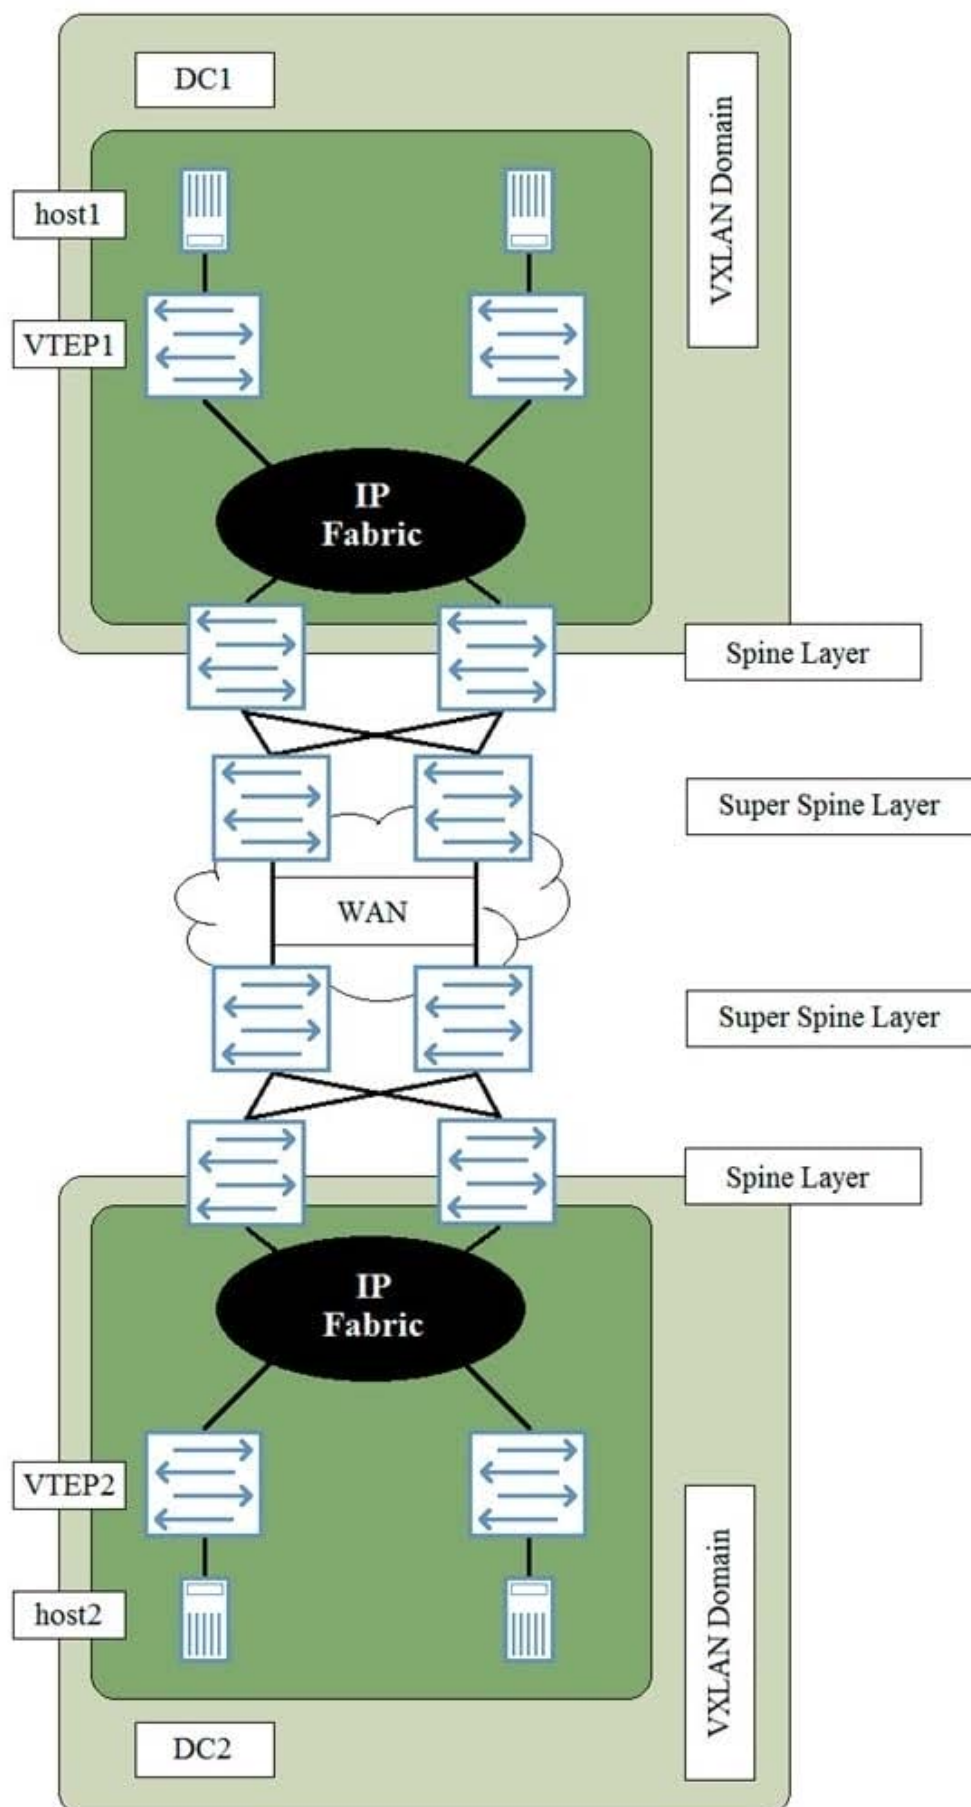 DC1
VXLAN Domain
host1
VTEP1
IP
Fabric
Spine Layer
Super Spine Layer
WAN
Super Spine Layer
Spine Layer
IP
Fabric
VTEP2
host2
VXLAN Domain
DC2